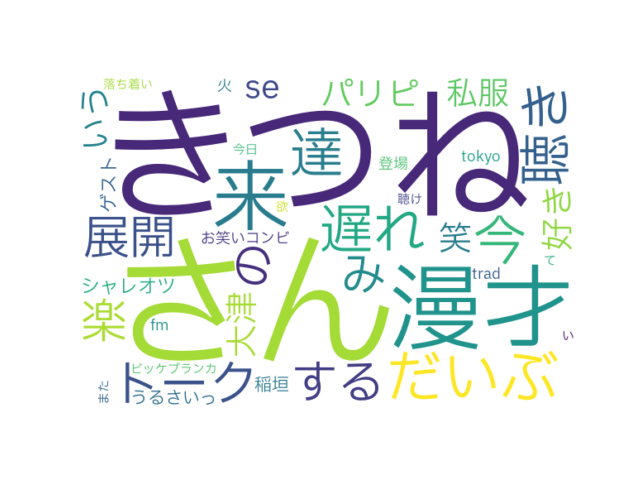 落ち着い
火
se
パリピ
私服
きつね
いう
聴き
達
今日
登場
tokyo
ゲスト
来
欲
聴け
好き
展開
お笑いコンビ
遅れ
笑
今
の
み
て
さん
漫才
シャレオツ
trad
楽
fm
大津
い
ビッケブランカ
トーク
稲垣
する
だいぶ
また
うるさいっ